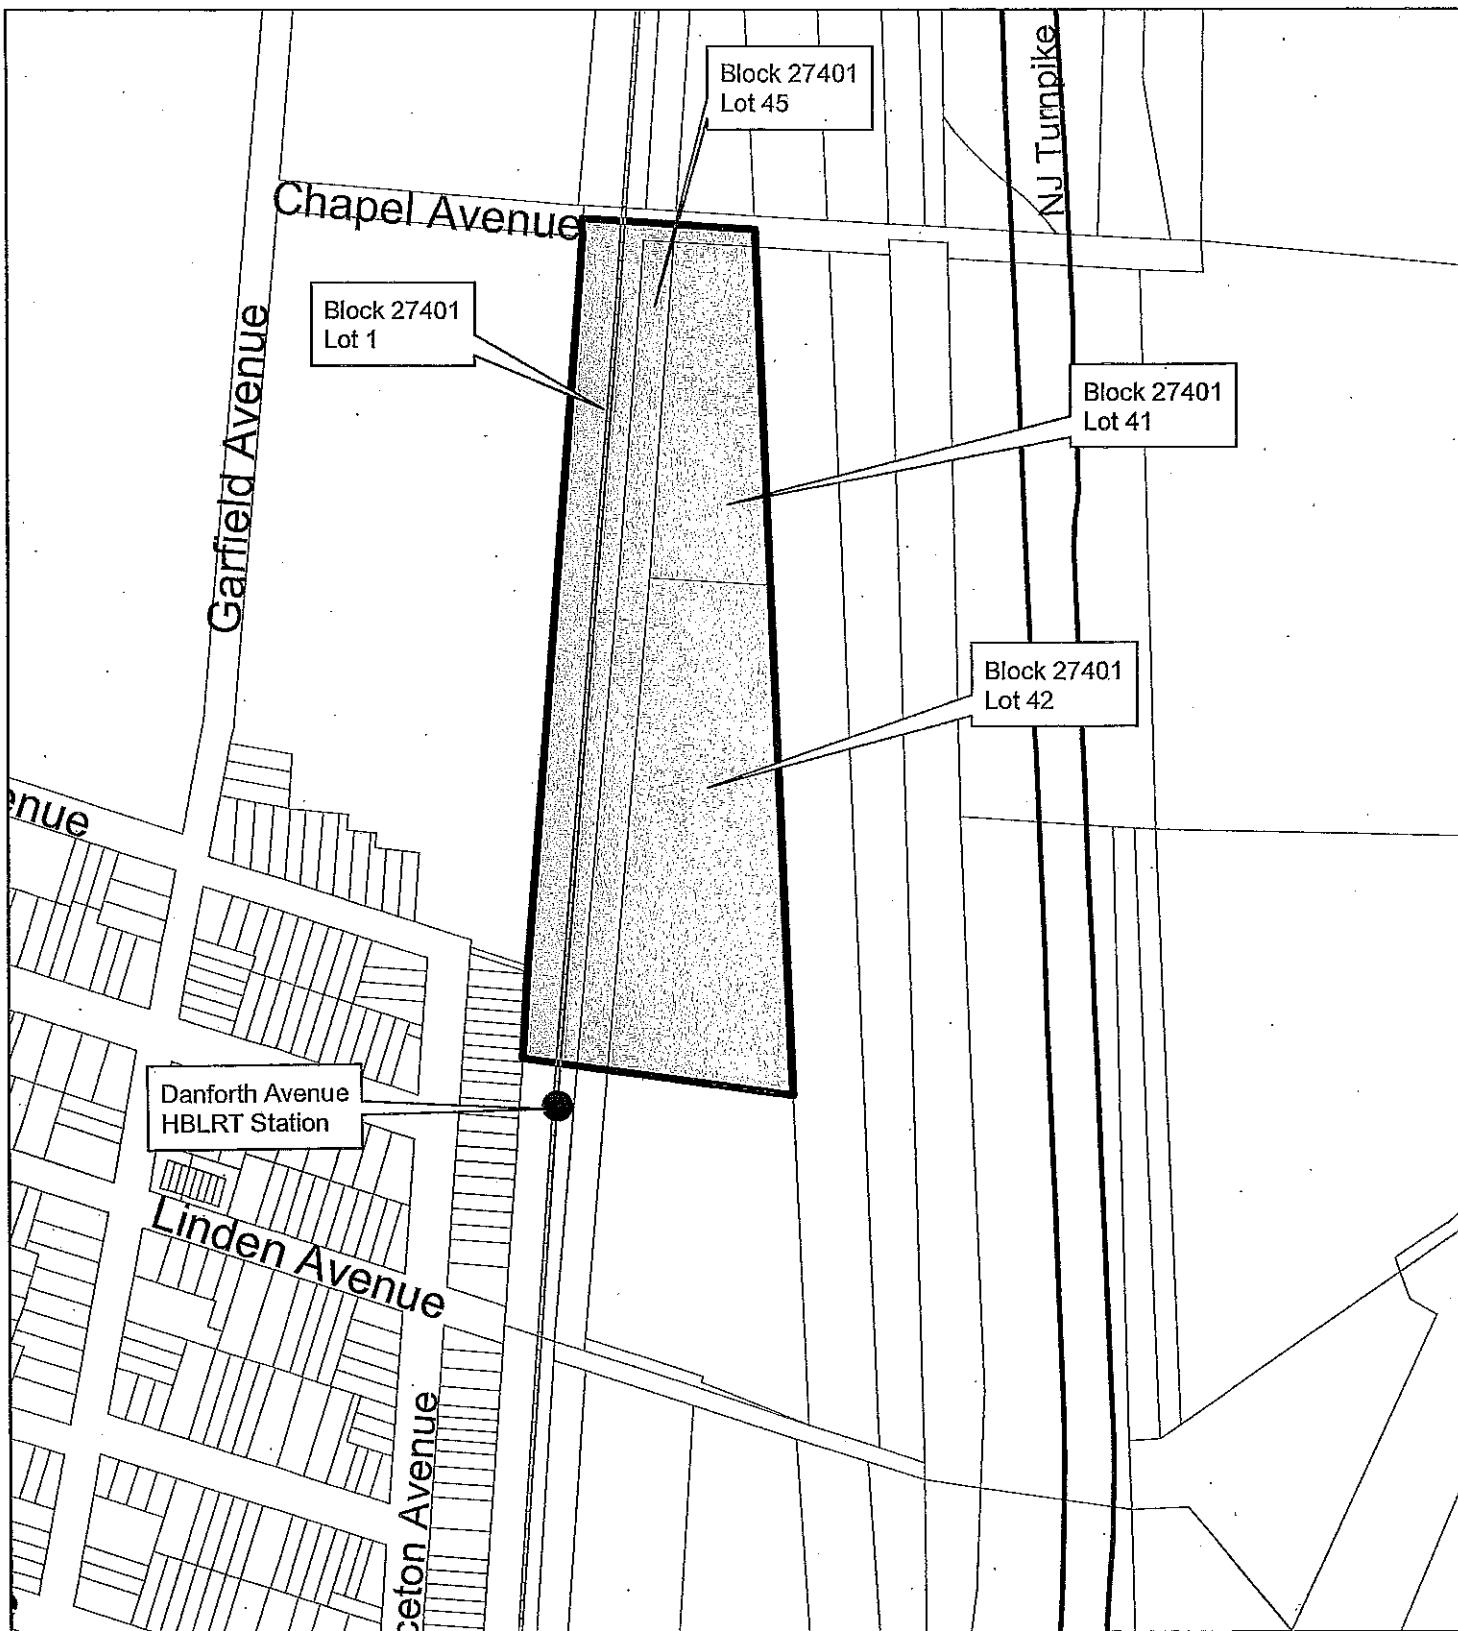 Block 27401
Lot 45
NJ Turnpike
Chapel Avenue
Block 27401
Lot 1
Garfield Avenue
Block 27401
Lot 41
Block 27401
Lot 42
enue
Danforth Avenue
HBLRT Station
Linden Avenue
ceton Avenue